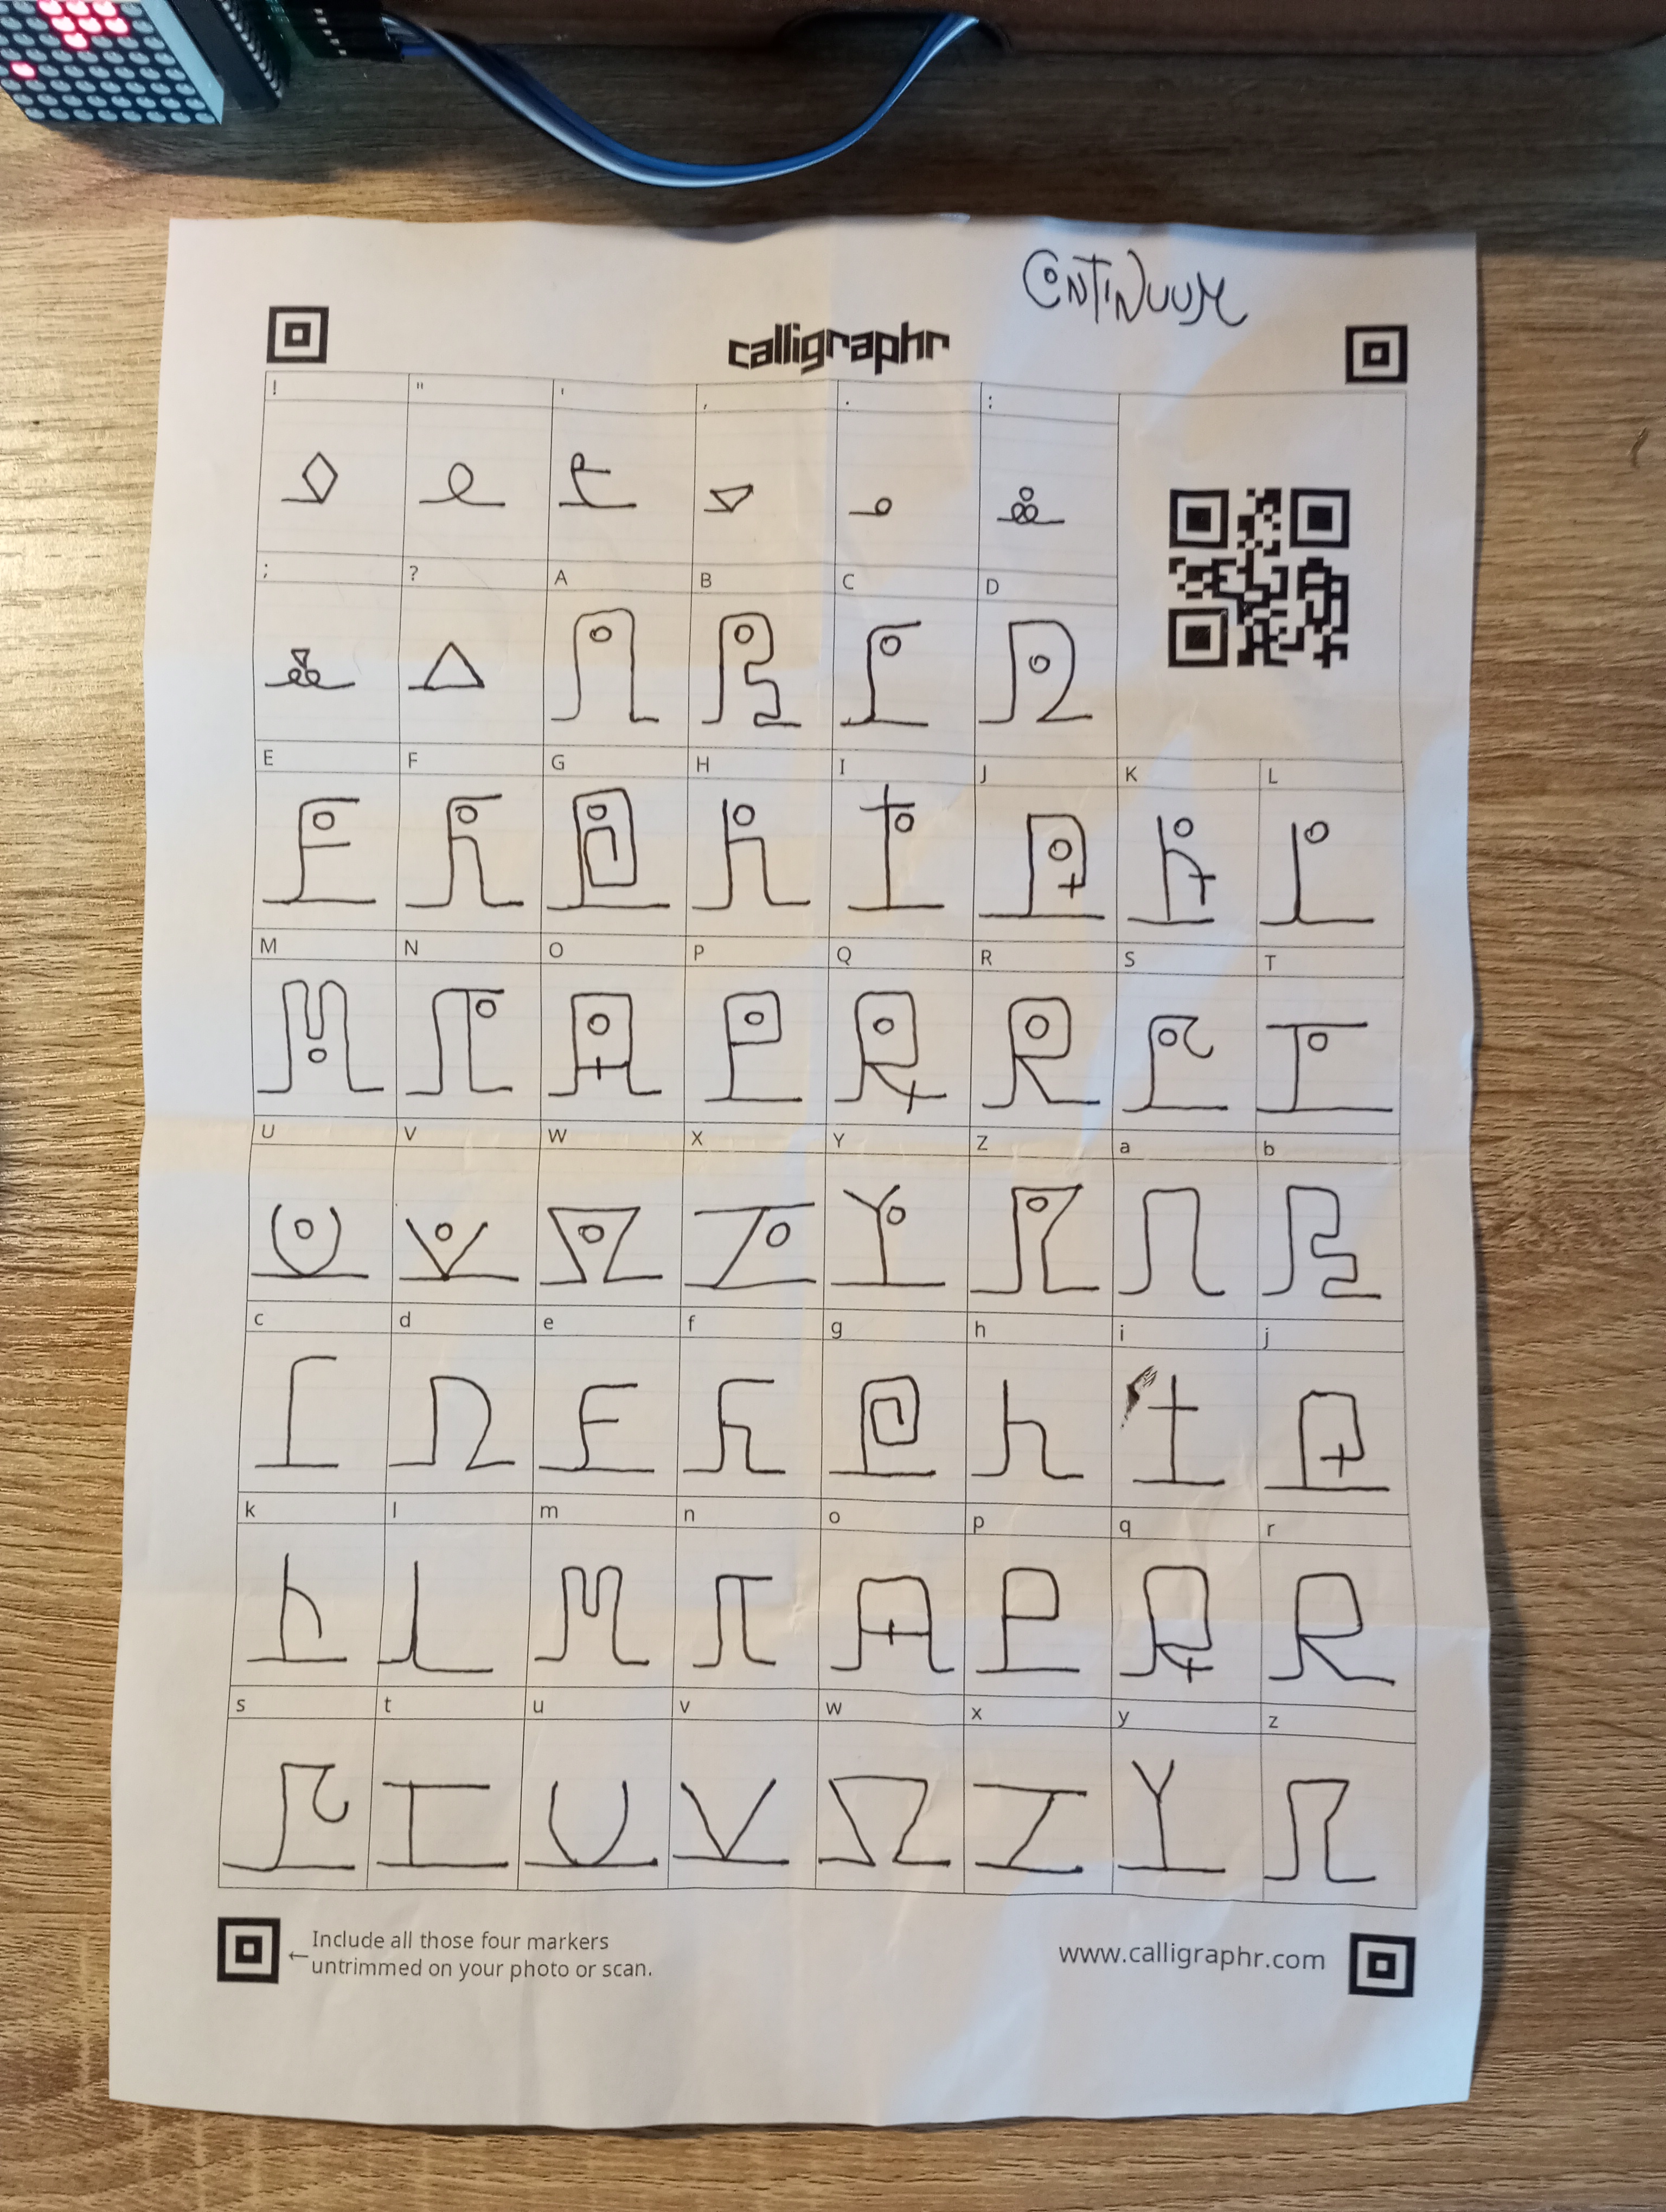 CONTINUUM
calligraphr
! " ' , . :
; ? A B C D
E F G H I J K L
M N O P Q R S T
U V W X Y Z a b
c d e f g h i j
k l m n o p q r
s t u v w x y z
←Include all those four markers
untrimmed on your photo or scan.
www.calligraphr.com